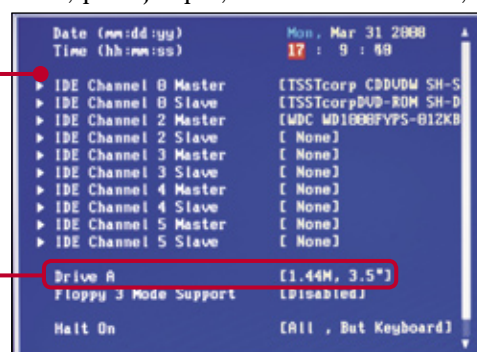 Date (mm:dd:yy) Mon, Mar 31 2008
Time (hh:mm:ss) 17 : 9 :
IDE Channel 0 Master [TSSTcorp CDDVDW SH-S
IDE Channel 0 Slave [TSSTcorpDVD-ROM SH-D
IDE Channel 2 Master [WDC WD1000FYPS-01ZKB
IDE Channel 2 Slave [ None]
IDE Channel 3 Master [ None]
IDE Channel 3 Slave [ None]
IDE Channel 4 Master [ None]
IDE Channel 4 Slave [ None]
IDE Channel 5 Master [ None]
IDE Channel 5 Slave [ None]
Drive A [1.44M, 3.5"]
Floppy 3 Mode Support [Disabled]
Halt On [All , But Keyboard]